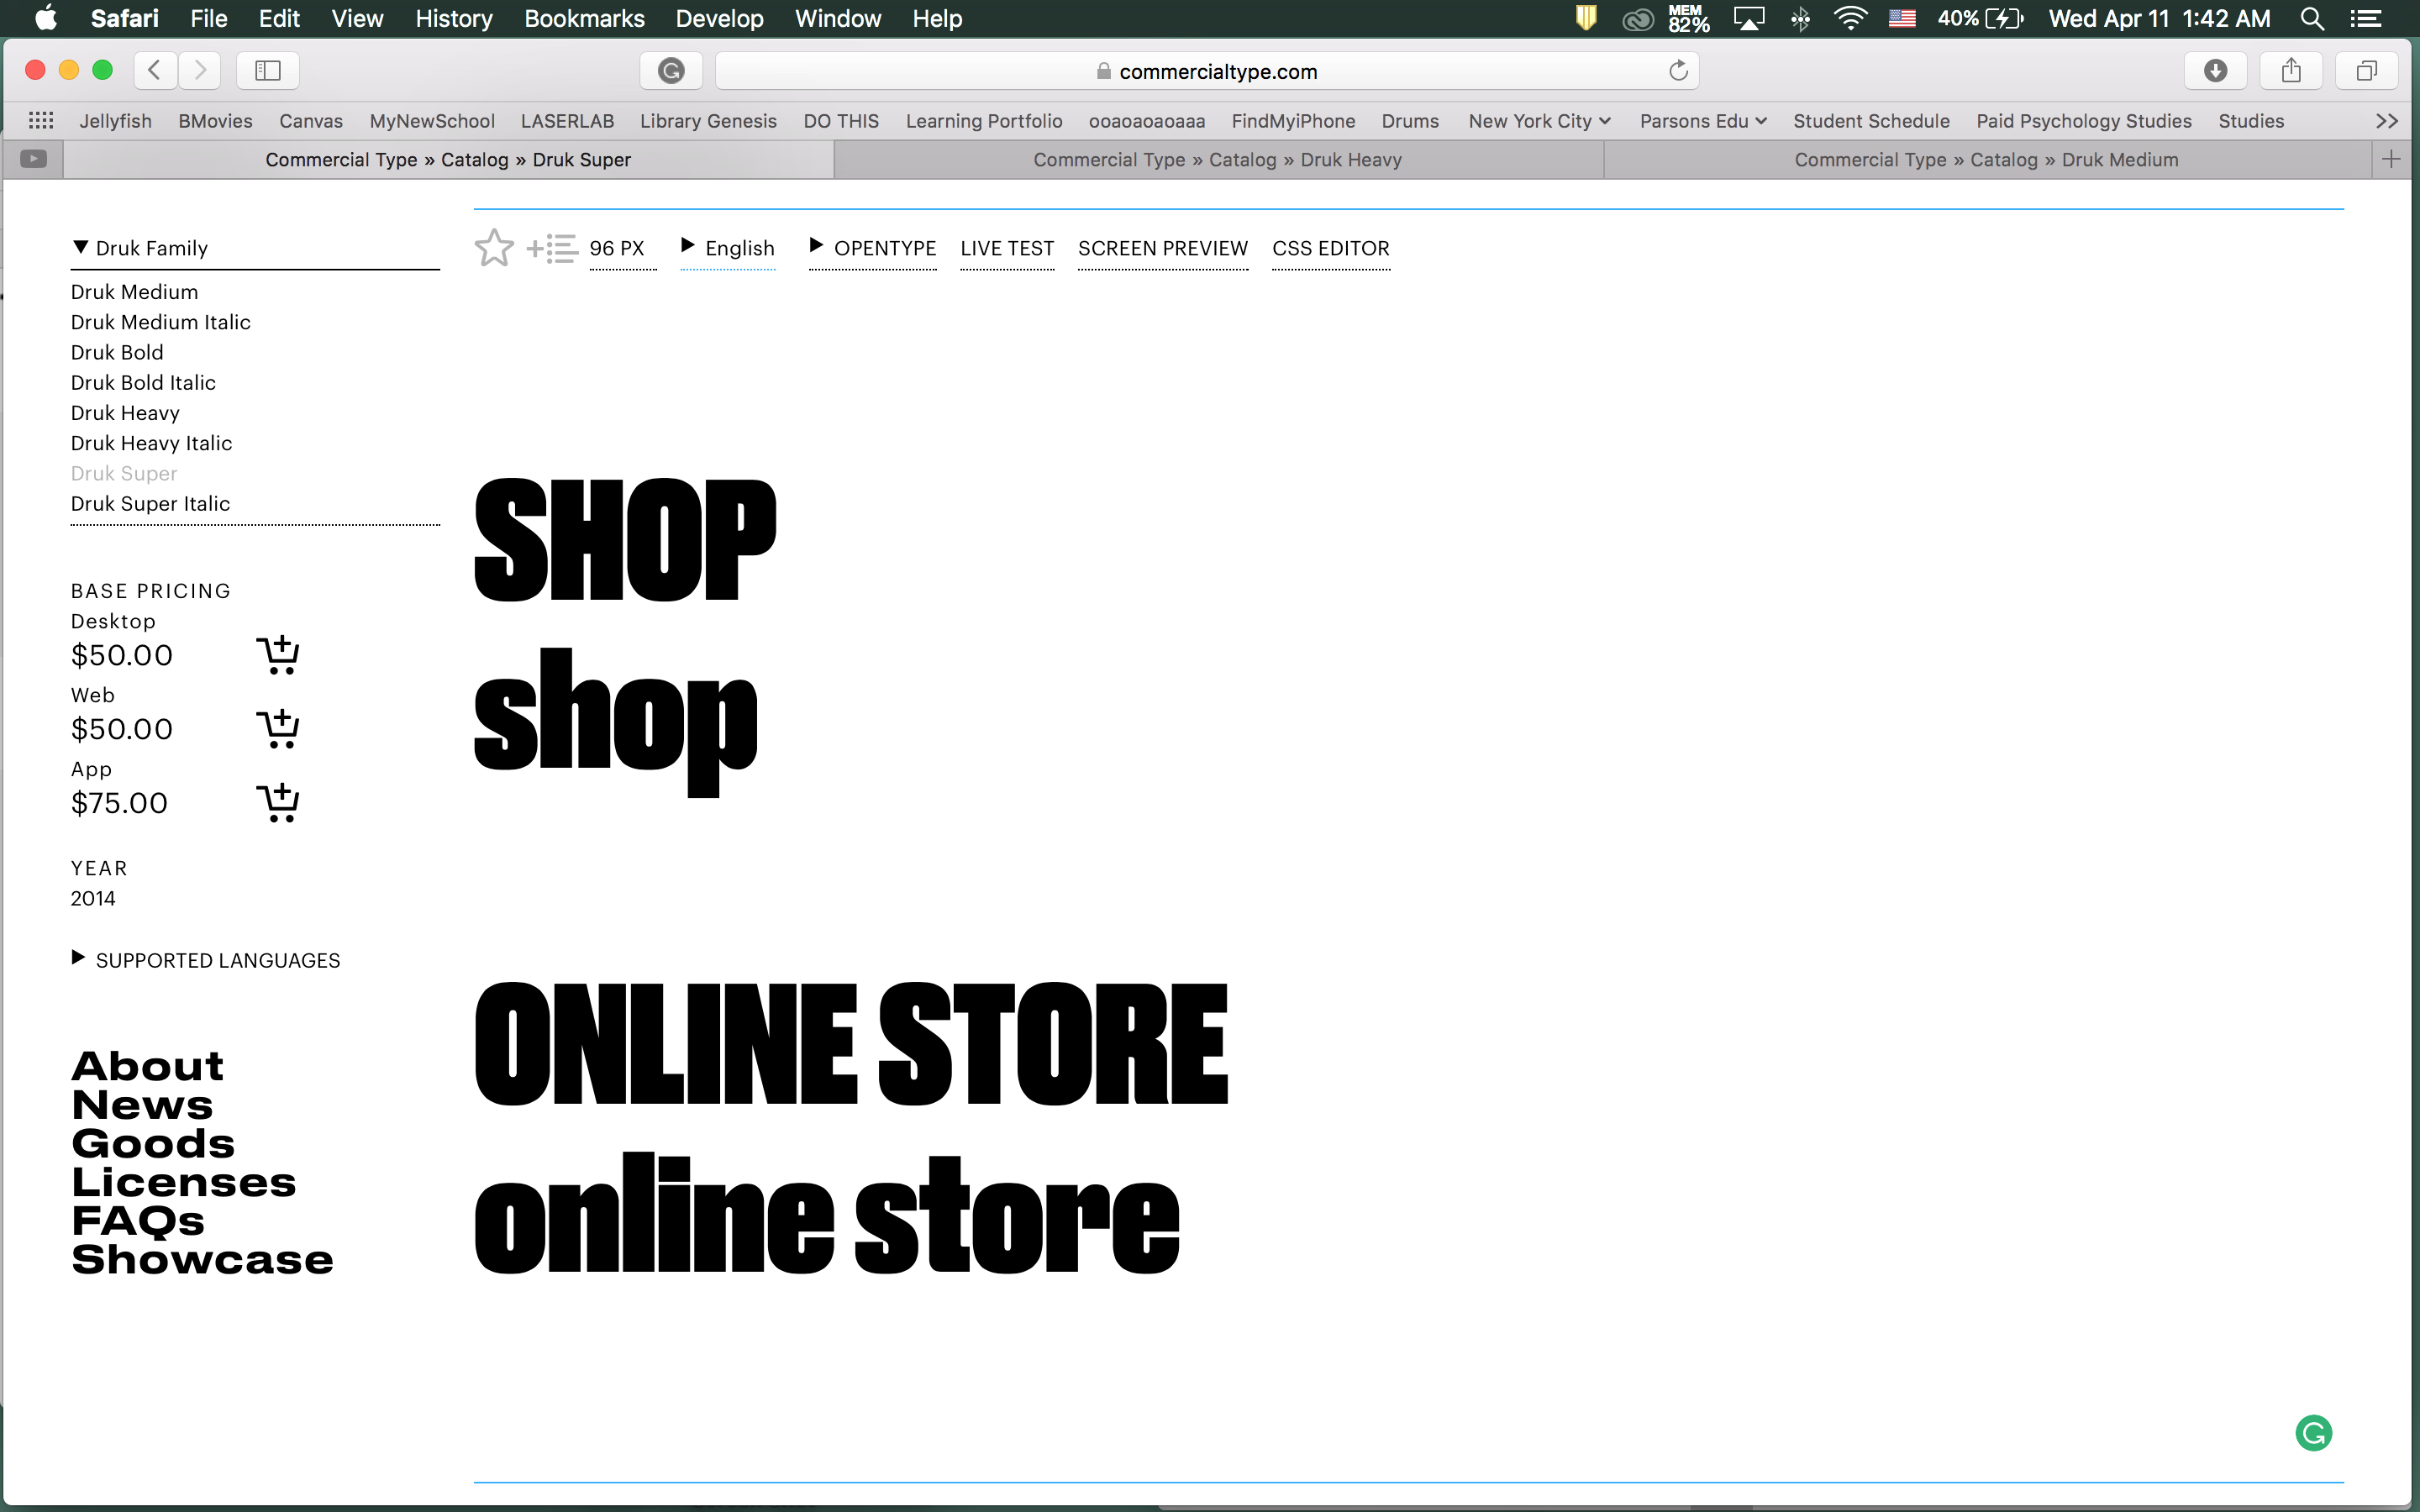 Safari File Edit View History Bookmarks Develop Window Help MEM 82% 40% Wed Apr 11 1:42 AM
commercialtype.com
Jellyfish BMovies Canvas MyNewSchool LASERLAB Library Genesis DO THIS Learning Portfolio ooaoaoaoaaa FindMyiPhone Drums New York City Parsons Edu Student Schedule Paid Psychology Studies Studies
Commercial Type » Catalog » Druk Super Commercial Type » Catalog » Druk Heavy Commercial Type » Catalog » Druk Medium
Druk Family
96 PX English OPENTYPE LIVE TEST SCREEN PREVIEW CSS EDITOR
Druk Medium
Druk Medium Italic
Druk Bold
Druk Bold Italic
Druk Heavy
Druk Heavy Italic
Druk Super
Druk Super Italic
BASE PRICING
Desktop
$50.00
Web
$50.00
App
$75.00
YEAR
2014
SUPPORTED LANGUAGES
About
News
Goods
Licenses
FAQs
Showcase
SHOP
shop
ONLINE STORE
online store